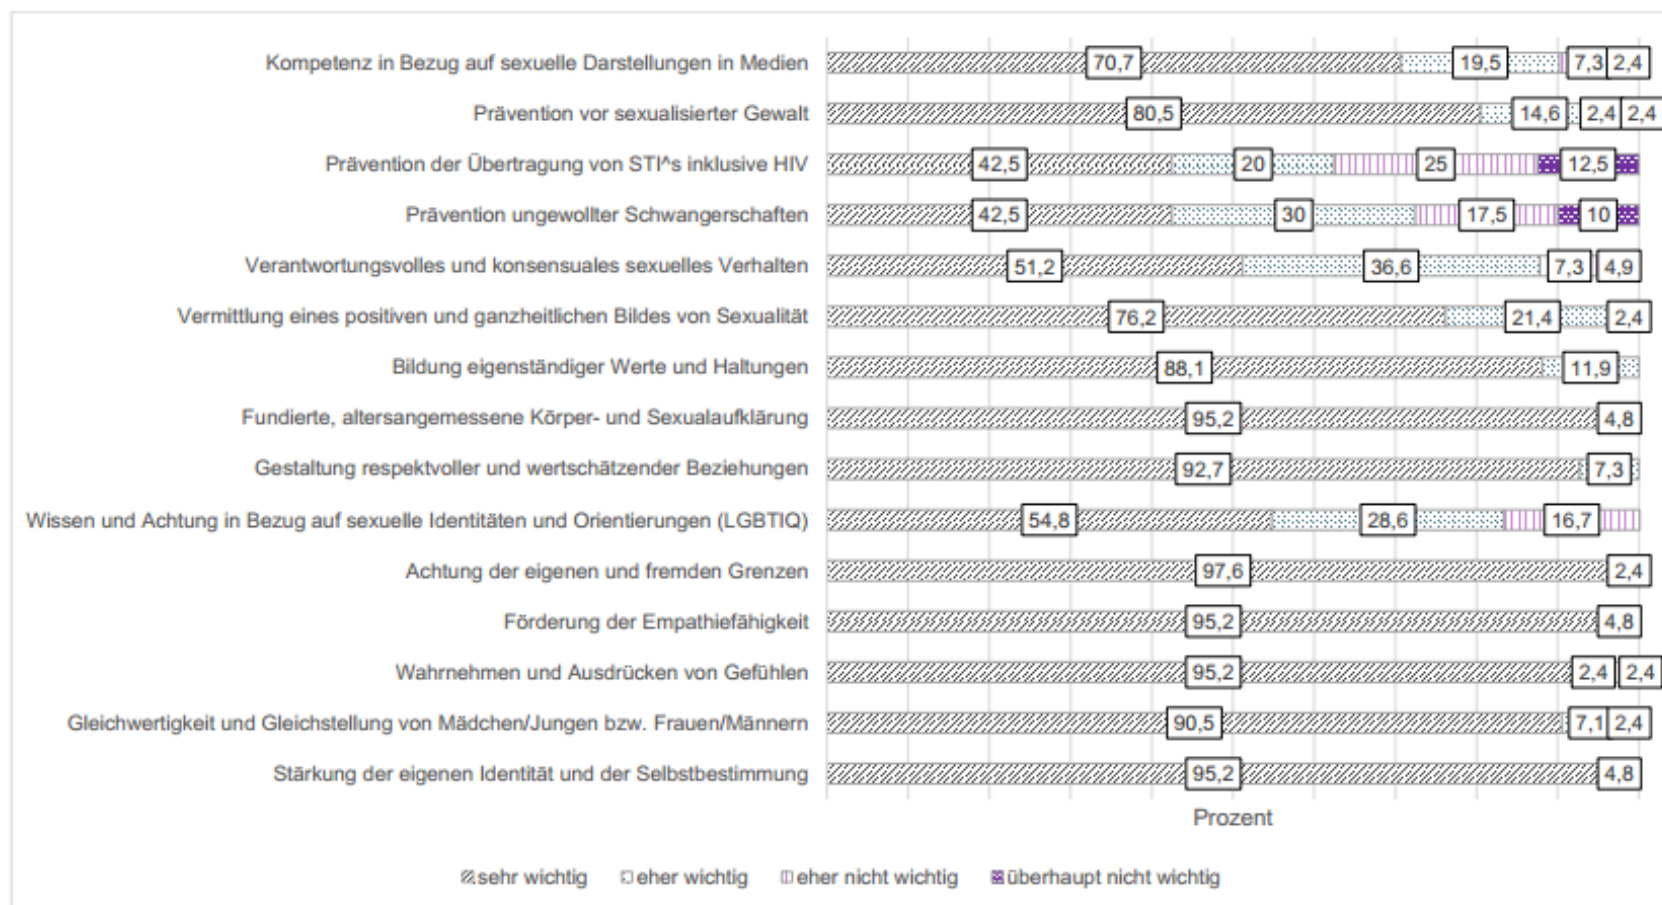 Kompetenz in Bezug auf sexuelle Darstellungen in Medien 70,7 19,5 7,3 2,4
Prävention vor sexualisierter Gewalt 80,5 14,6 2,4 2,4
Prävention der Übertragung von STI^s inklusive HIV 42,5 20 25 12,5
Prävention ungewollter Schwangerschaften 42,5 30 17,5 10
Verantwortungsvolles und konsensuales sexuelles Verhalten 51,2 36,6 7,3 4,9
Vermittlung eines positiven und ganzheitlichen Bildes von Sexualität 76,2 21,4 2,4
Bildung eigenständiger Werte und Haltungen 88,1 11,9
Fundierte, altersangemessene Körper- und Sexualaufklärung 95,2 4,8
Gestaltung respektvoller und wertschätzender Beziehungen 92,7 7,3
Wissen und Achtung in Bezug auf sexuelle Identitäten und Orientierungen (LGBTIQ) 54,8 28,6 16,7
Achtung der eigenen und fremden Grenzen 97,6 2,4
Förderung der Empathiefähigkeit 95,2 4,8
Wahrnehmen und Ausdrücken von Gefühlen 95,2 2,4 2,4
Gleichwertigkeit und Gleichstellung von Mädchen/Jungen bzw. Frauen/Männern 90,5 7,1 2,4
Stärkung der eigenen Identität und der Selbstbestimmung 95,2 4,8
Prozent
sehr wichtig eher wichtig eher nicht wichtig überhaupt nicht wichtig